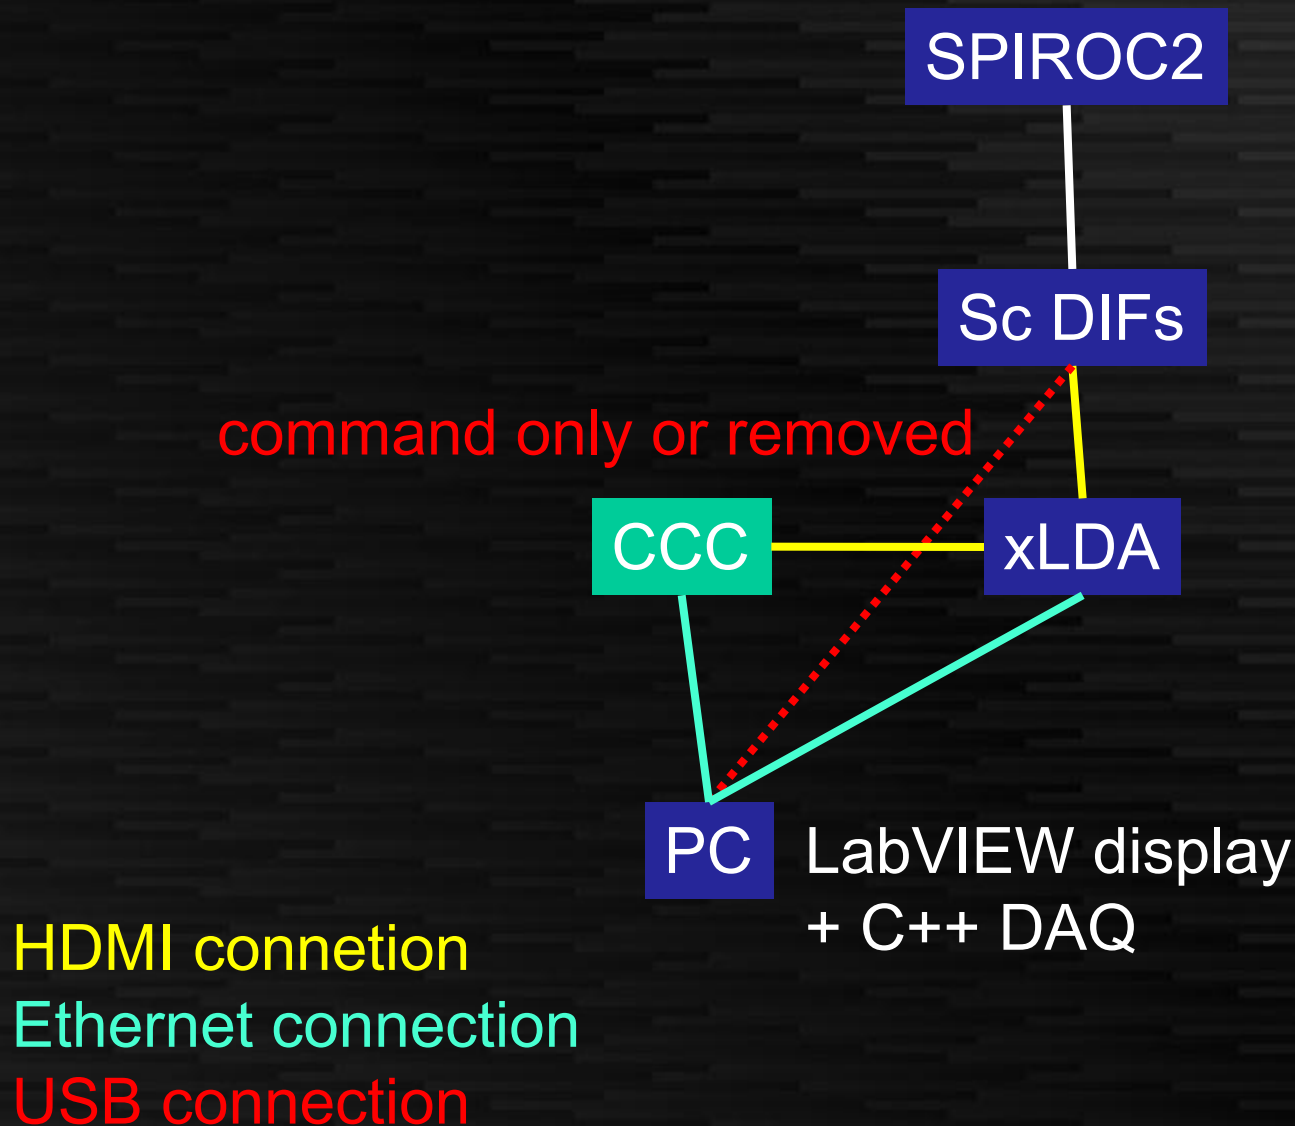 SPIROC2
Sc DIFs
command only or removed
CCC
xLDA
PC
LabVIEW display
+ C++ DAQ
HDMI connetion
Ethernet connection
USB connection